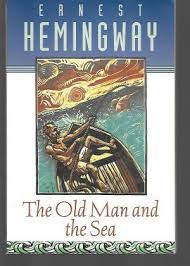 ERNEST
HEMINGWAY
The Old Man and
the Sea